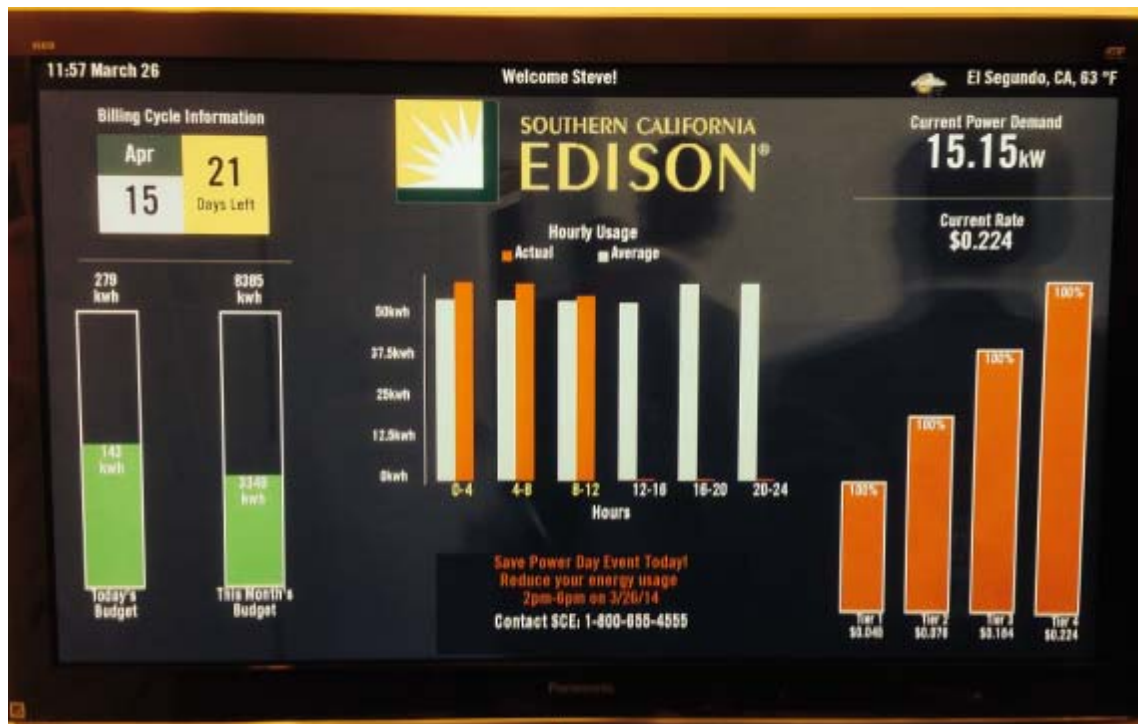 11:57 March 26
Welcome Steve!
El Segundo, CA, 63 °F
Billing Cycle Information
Apr
15
21
Days Left
SOUTHERN CALIFORNIA
EDISON®
Current Power Demand
15.15kW
Current Rate
$0.224
Hourly Usage
Actual
Average
279
kwh
8385
kwh
50kwh
37.5kwh
25kwh
12.5kwh
0kwh
143
kwh
3348
kwh
0-4
4-8
8-12
12-16
16-20
20-24
Hours
Today's
Budget
This Month's
Budget
100%
100%
100%
100%
Tier 1
Tier 2
Tier 3
Tier 4
$0.224
Save Power Day Event Today!
Reduce your energy usage
2pm-6pm on 3/26/14
Contact SCE: 1-800-655-4555
Panasonic